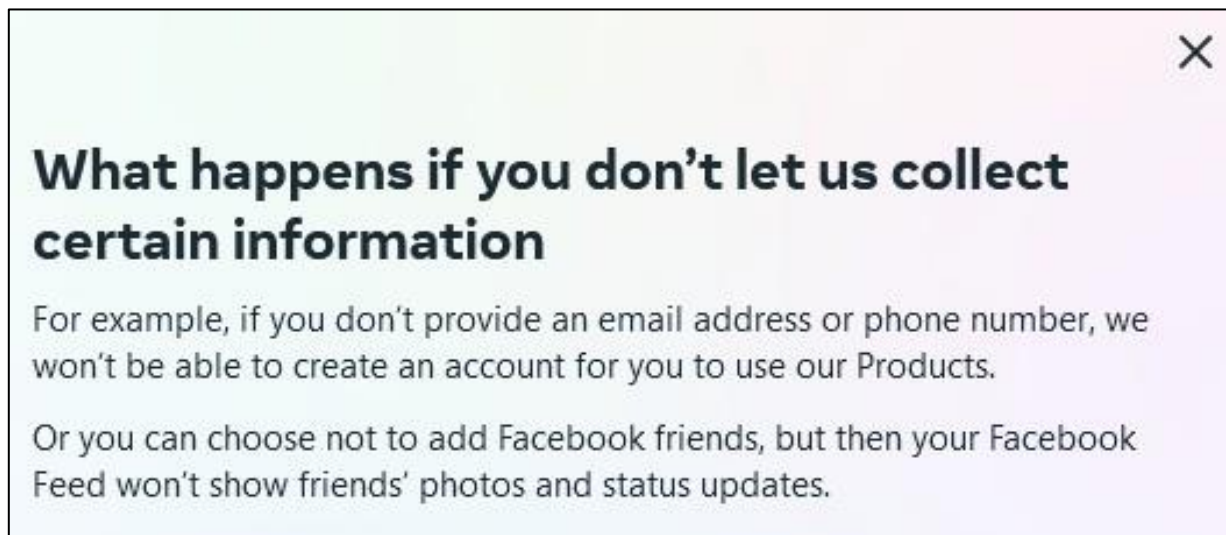 What happens if you don’t let us collect
certain information
For example, if you don’t provide an email address or phone number, we
won’t be able to create an account for you to use our Products.
Or you can choose not to add Facebook friends, but then your Facebook
Feed won’t show friends’ photos and status updates.